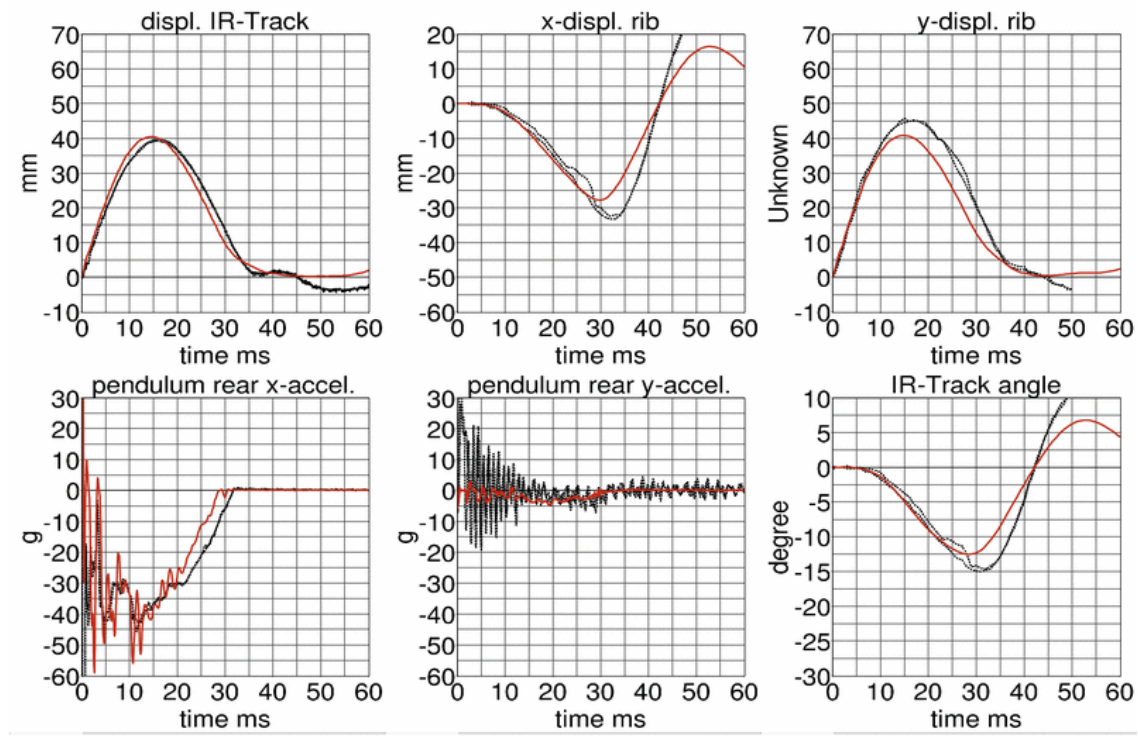 displ. IR-Track
70
60
50
40
30
20
10
0
-10
mm
0 10 20 30 40 50 60
time ms
x-displ. rib
20
10
0
-10
-20
-30
-40
-50
-60
mm
0 10 20 30 40 50 60
time ms
y-displ. rib
70
60
50
40
30
20
10
0
-10
Unknown
0 10 20 30 40 50 60
time ms
pendulum rear x-accel.
30
20
10
0
-10
-20
-30
-40
-50
-60
g
0 10 20 30 40 50 60
time ms
pendulum rear y-accel.
30
20
10
0
-10
-20
-30
-40
-50
-60
g
0 10 20 30 40 50 60
time ms
IR-Track angle
10
5
0
-5
-10
-15
-20
-25
-30
degree
0 10 20 30 40 50 60
time ms